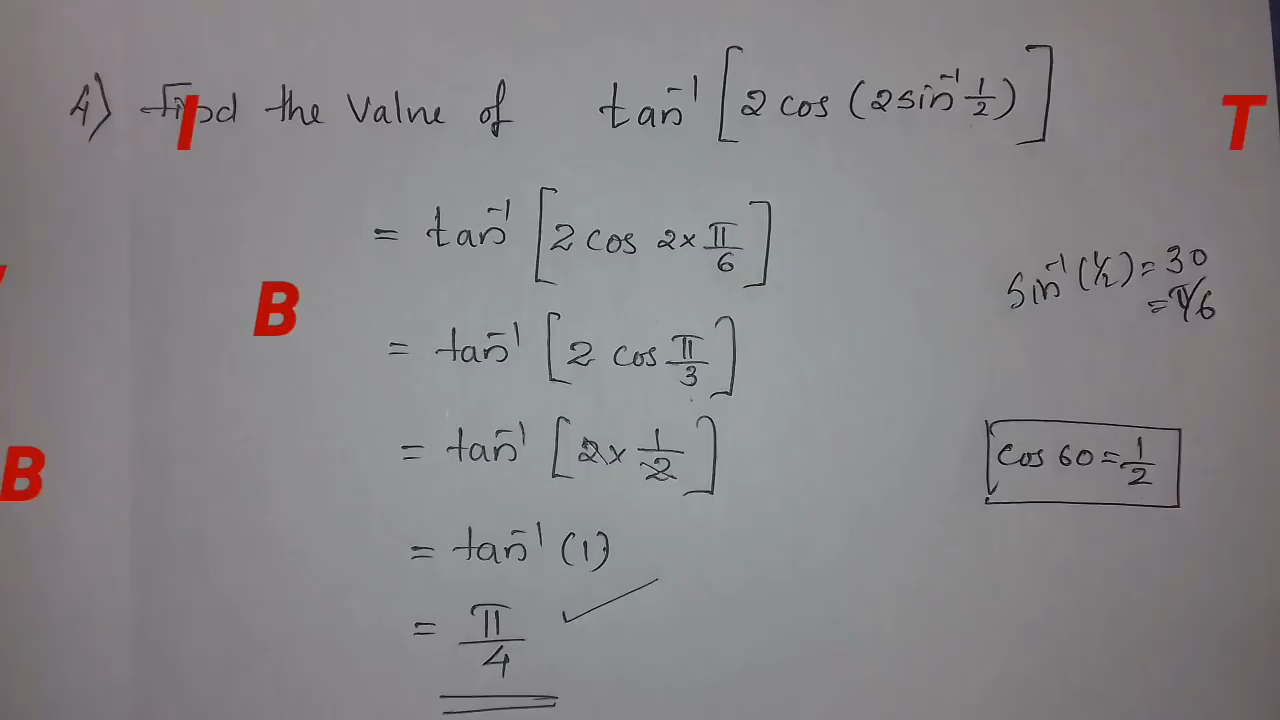 4) Find the value of tan⁻¹ [2 cos (2 sin⁻¹ 1/2)]
I
T
= tan⁻¹ [2 cos 2 × π/6]
sin⁻¹ (1/2) = 30
= π/6
B
= tan⁻¹ [2 cos π/3]
= tan⁻¹ [2 × 1/2]
cos 60 = 1/2
B
= tan⁻¹ (1)
= π/4